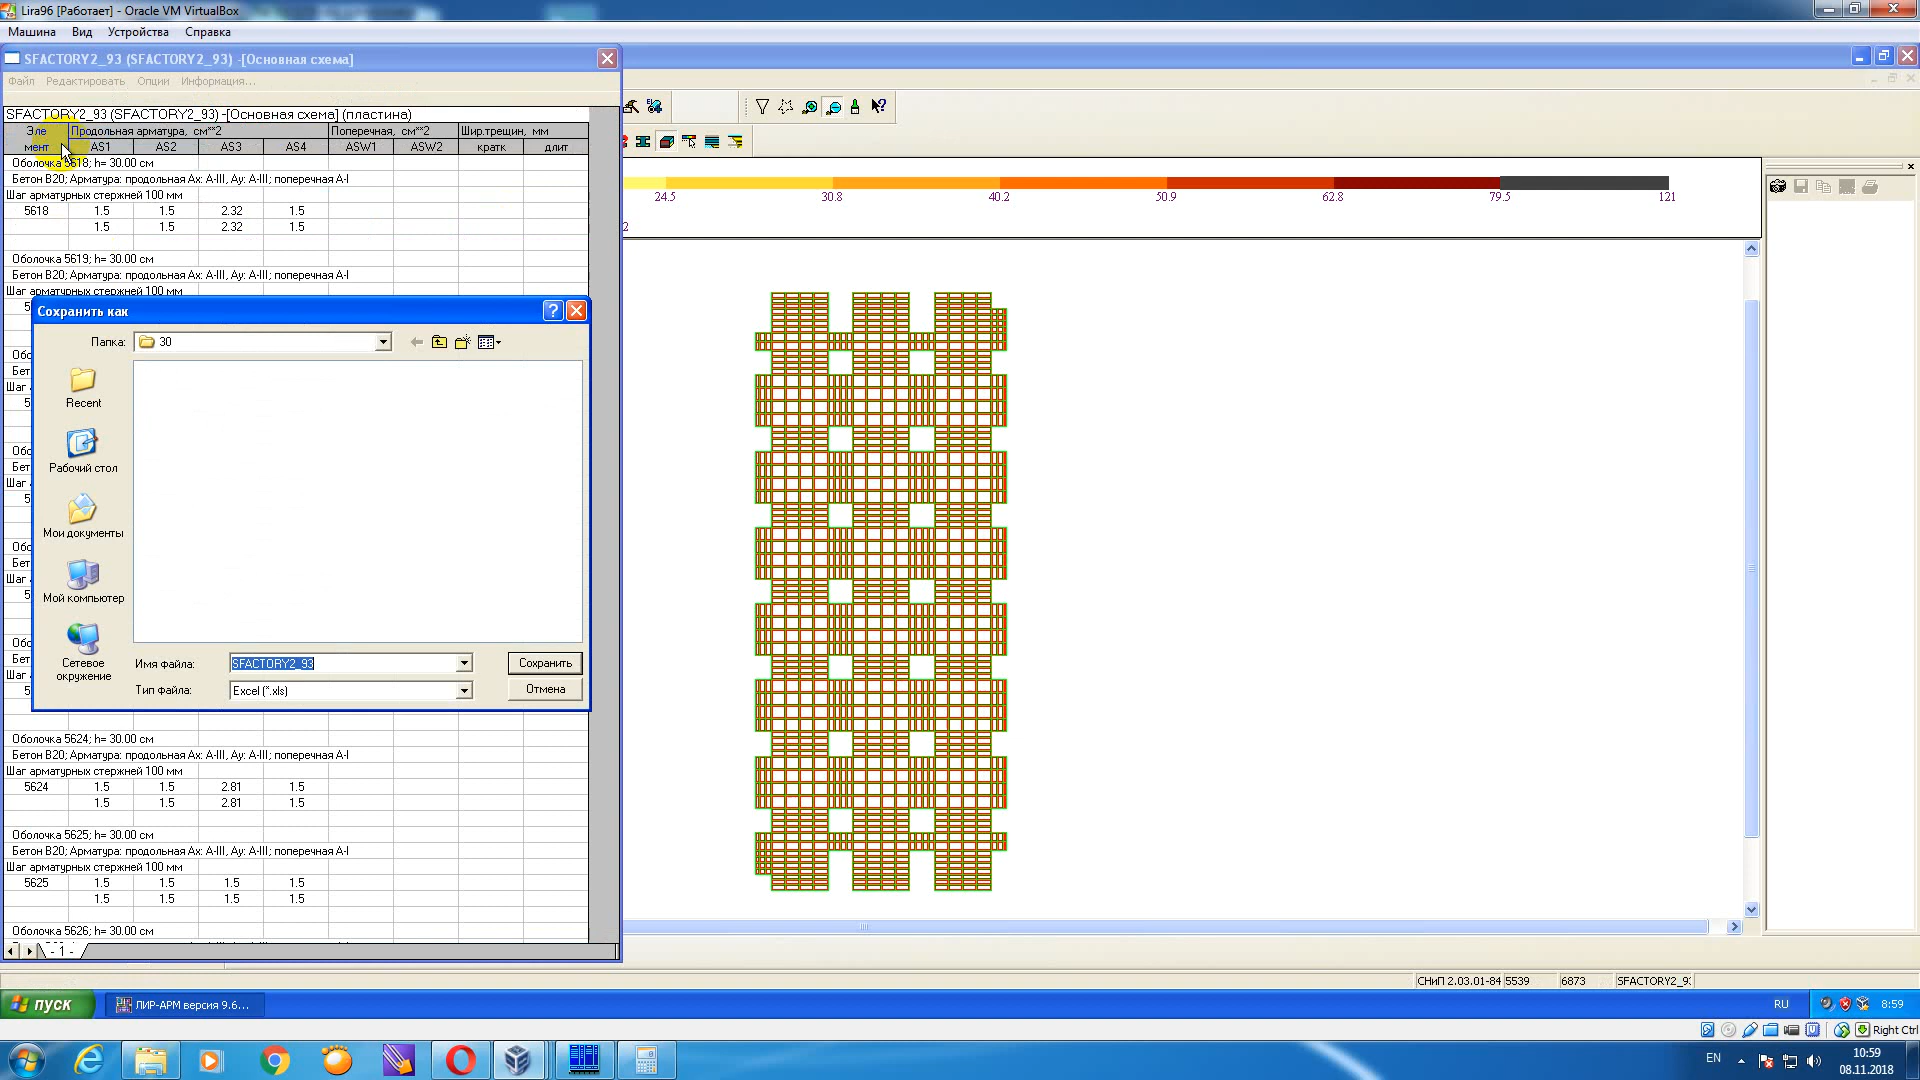 Lira96 [Работает] - Oracle VM VirtualBox
Машина Вид Устройства Справка
SFACTORY2_93 (SFACTORY2_93) -[Основная схема]
Файл Редактировать Опции Информация...
SFACTORY2_93 (SFACTORY2_93) -[Основная схема] (пластина)
Эле Продольная арматура, см**2 Поперечная, см**2 Шир.трещин, мм
мент AS1 AS2 AS3 AS4 ASW1 ASW2 кратк длит
Оболочка 5618; h= 30.00 см
Бетон B20; Арматура: продольная Ax: A-III, Ay: A-III; поперечная A-I
Шаг арматурных стержней 100 мм
5618 1.5 1.5 2.32 1.5
1.5 1.5 2.32 1.5
Оболочка 5619; h= 30.00 см
Бетон B20; Арматура: продольная Ax: A-III, Ay: A-III; поперечная A-I
Шаг арматурных стержней 100 мм
24.5 30.8 40.2 50.9 62.8 79.5 121
2
Сохранить как
Папка: 30
Recent
Рабочий стол
Мои документы
Мой компьютер
Сетевое
окружение
Имя файла: SFACTORY2_93 Сохранить
Тип файла: Excel (*.xls) Отмена
Оболочка 5624; h= 30.00 см
Бетон B20; Арматура: продольная Ax: A-III, Ay: A-III; поперечная A-I
Шаг арматурных стержней 100 мм
5624 1.5 1.5 2.81 1.5
1.5 1.5 2.81 1.5
Оболочка 5625; h= 30.00 см
Бетон B20; Арматура: продольная Ax: A-III, Ay: A-III; поперечная A-I
Шаг арматурных стержней 100 мм
5625 1.5 1.5 1.5 1.5
1.5 1.5 1.5 1.5
Оболочка 5626; h= 30.00 см
- 1 -
СНиП 2.03.01-84 5539 6873 SFACTORY2_9
пуск ЛИР-АРМ версия 9.6... RU 8:59
Right Ctrl
EN 10:59
08.11.2018